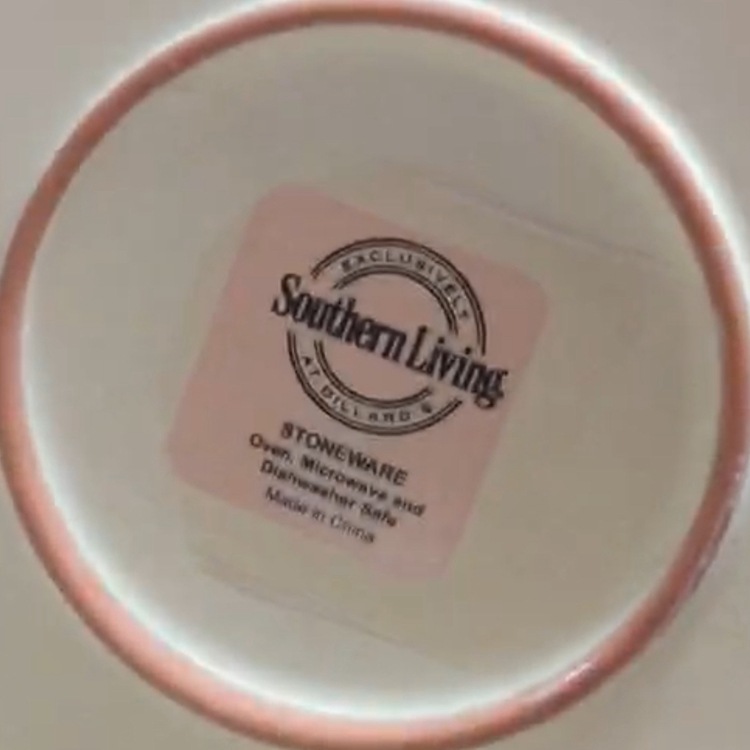 EXCLUSIVELY
Southern Living
AT DILLARD'S
STONEWARE
Oven, Microwave and
Dishwasher Safe
Made in China